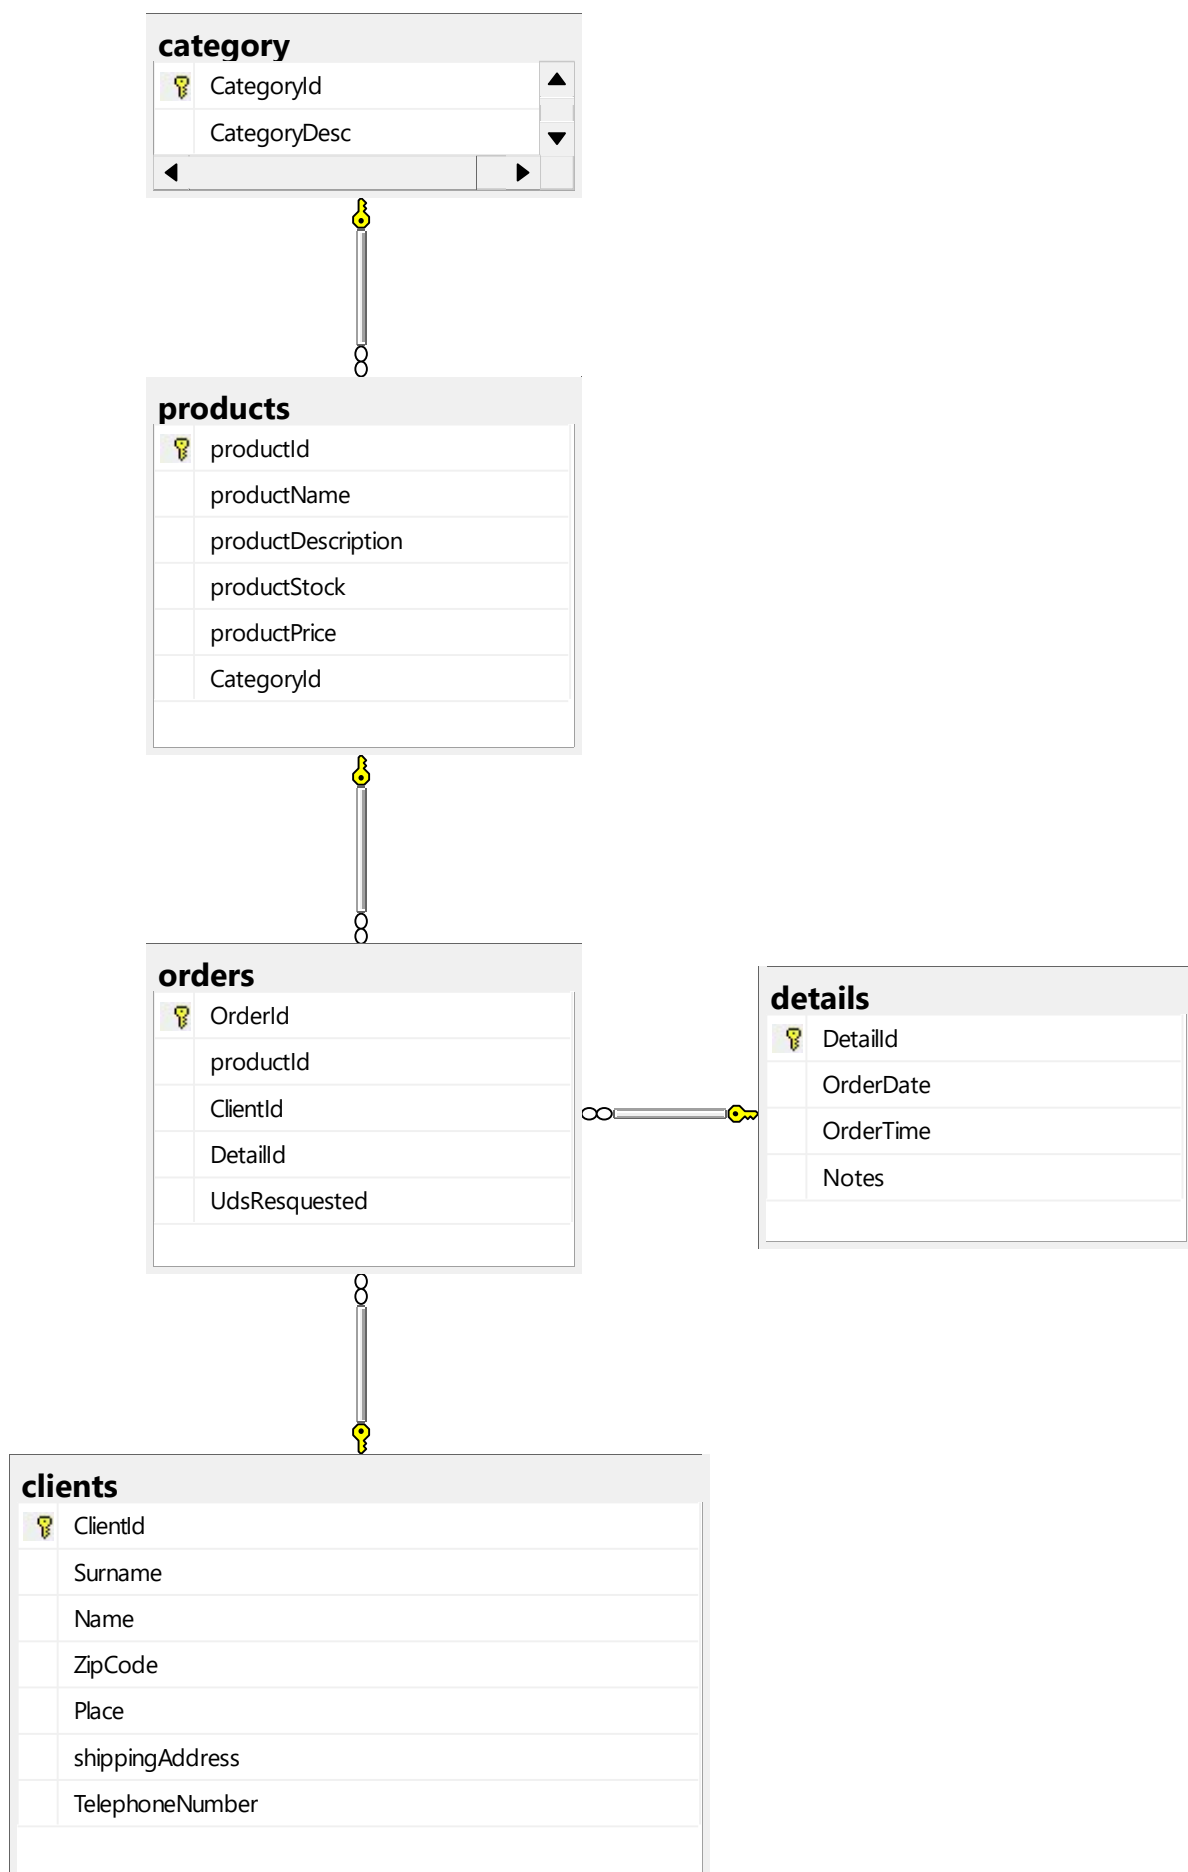 category
CategoryId
CategoryDesc
products
productId
productName
productDescription
productStock
productPrice
CategoryId
orders
OrderId
productId
ClientId
DetailId
UdsResquested
details
DetailId
OrderDate
OrderTime
Notes
clients
ClientId
Surname
Name
ZipCode
Place
shippingAddress
TelephoneNumber